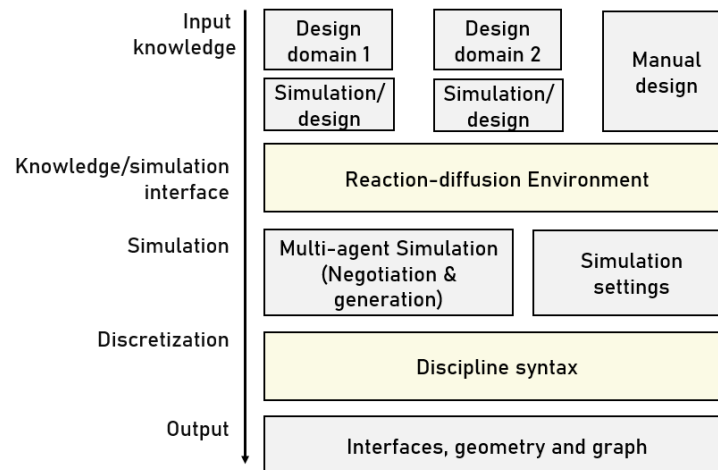 Input
knowledge
Design
domain 1
Design
domain 2
Manual
design
Simulation/
design
Simulation/
design
Knowledge/simulation
interface
Reaction-diffusion Environment
Simulation
Multi-agent Simulation
(Negotiation &
generation)
Simulation
settings
Discretization
Discipline syntax
Output
Interfaces, geometry and graph